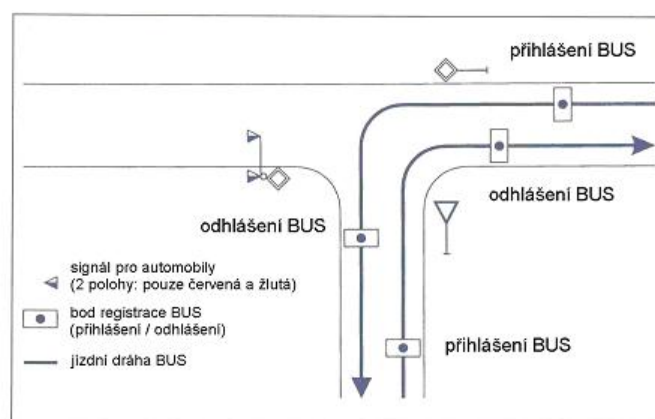 přihlášení BUS
odhlášení BUS
odhlášení BUS
signál pro automobily
(2 polohy: pouze červená a žlutá)
bod registrace BUS
(přihlášení / odhlášení)
přihlášení BUS
jízdní dráha BUS